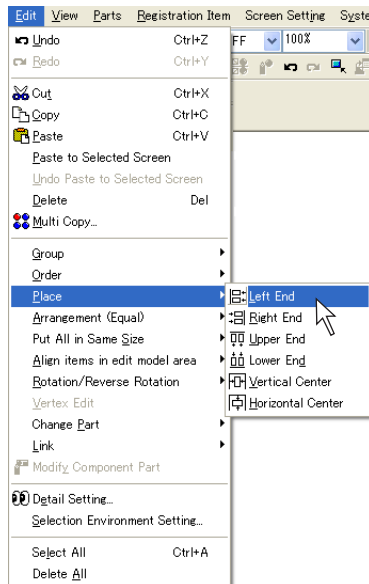 Edit View Parts Registration Item Screen Setting Syste
FF 100%
Undo Ctrl+Z
Redo Ctrl+Y
Cut Ctrl+X
Copy Ctrl+C
Paste Ctrl+V
Paste to Selected Screen
Undo Paste to Selected Screen
Delete Del
Multi Copy...
Group
Order
Place
Left End
Arrangement (Equal)
Right End
Put All in Same Size
Upper End
Align items in edit model area
Lower End
Rotation/Reverse Rotation
Vertical Center
Vertex Edit
Horizontal Center
Change Part
Link
Modify Component Part
Detail Setting...
Selection Environment Setting...
Select All Ctrl+A
Delete All